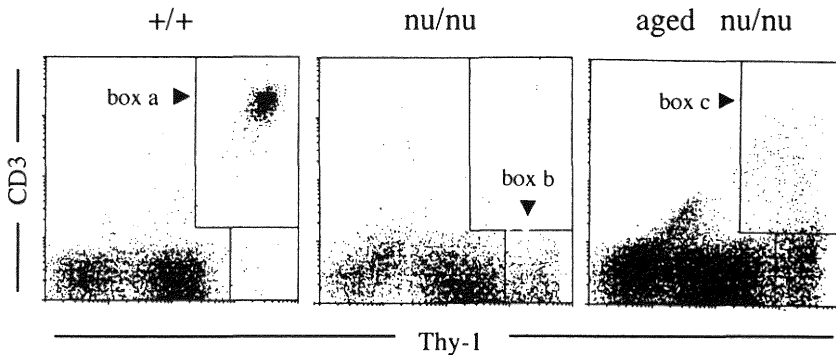 +/+ nu/nu aged nu/nu
box a
box c
box b
CD3
Thy-1